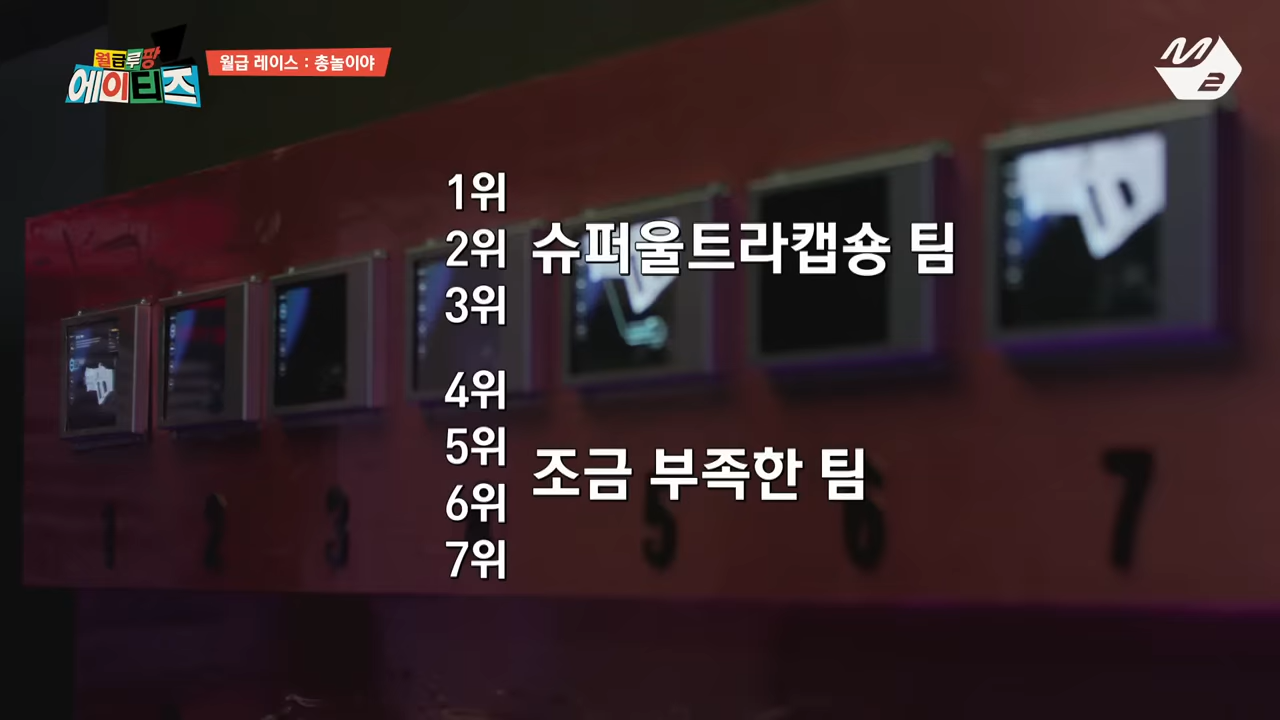 월급루팡
에이티즈
월급 레이스 : 총놀이야
M2
1위
2위 슈퍼울트라캡숑 팀
3위
4위
5위 조금 부족한 팀
6위
7위
1 2 3 5 6 7